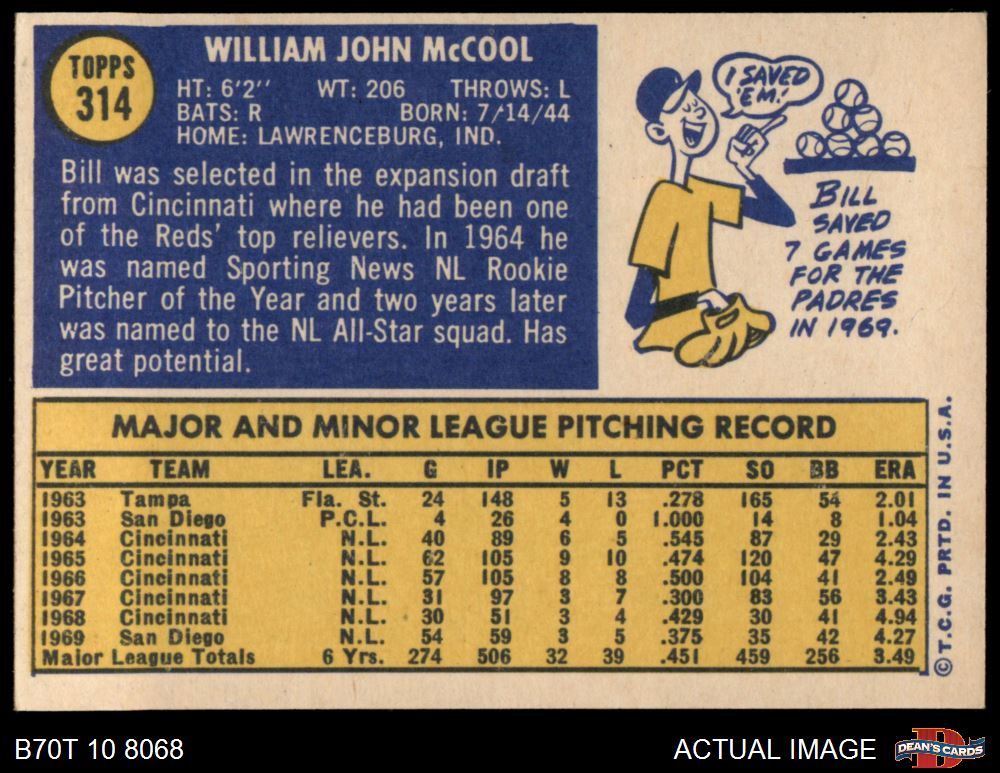 TOPPS
314
WILLIAM JOHN McCOOL
HT: 6'2'' WT: 206 THROWS: L
BATS: R BORN: 7/14/44
HOME: LAWRENCEBURG, IND.
Bill was selected in the expansion draft
from Cincinnati where he had been one
of the Reds' top relievers. In 1964 he
was named Sporting News NL Rookie
Pitcher of the Year and two years later
was named to the NL All-Star squad. Has
great potential.
I SAVED
'EM!
BILL
SAVED
7 GAMES
FOR THE
PADRES
IN 1969.
MAJOR AND MINOR LEAGUE PITCHING RECORD
YEAR TEAM LEA. G IP W L PCT SO BB ERA
1963 Tampa Fla. St. 24 148 5 13 .278 165 54 2.01
1963 San Diego P.C.L. 4 26 4 0 1.000 14 8 1.04
1964 Cincinnati N.L. 40 89 6 5 .545 87 29 2.43
1965 Cincinnati N.L. 62 105 9 10 .474 120 47 4.29
1966 Cincinnati N.L. 57 105 8 8 .500 104 41 2.49
1967 Cincinnati N.L. 31 97 3 7 .300 83 56 3.43
1968 Cincinnati N.L. 30 51 3 4 .429 30 41 4.94
1969 San Diego N.L. 54 59 3 5 .375 35 42 4.27
Major League Totals 6 Yrs. 274 506 32 39 .451 459 256 3.49
© T.C.G. PRTD. IN U.S.A.
B70T 10 8068
ACTUAL IMAGE
DEAN'S CARDS